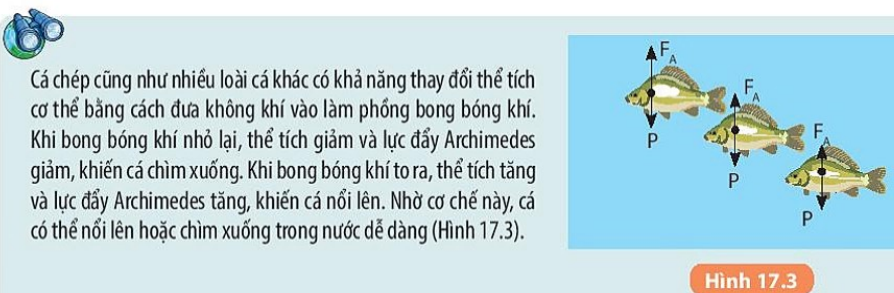 Cá chép cũng như nhiều loài cá khác có khả năng thay đổi thể tích
cơ thể bằng cách đưa không khí vào làm phồng bong bóng khí.
Khi bong bóng khí nhỏ lại, thể tích giảm và lực đẩy Archimedes
giảm, khiến cá chìm xuống. Khi bong bóng khí to ra, thể tích tăng
và lực đẩy Archimedes tăng, khiến cá nổi lên. Nhờ cơ chế này, cá
có thể nổi lên hoặc chìm xuống trong nước dễ dàng (Hình 17.3).
F_A
P
F_A
P
F_A
P
Hình 17.3